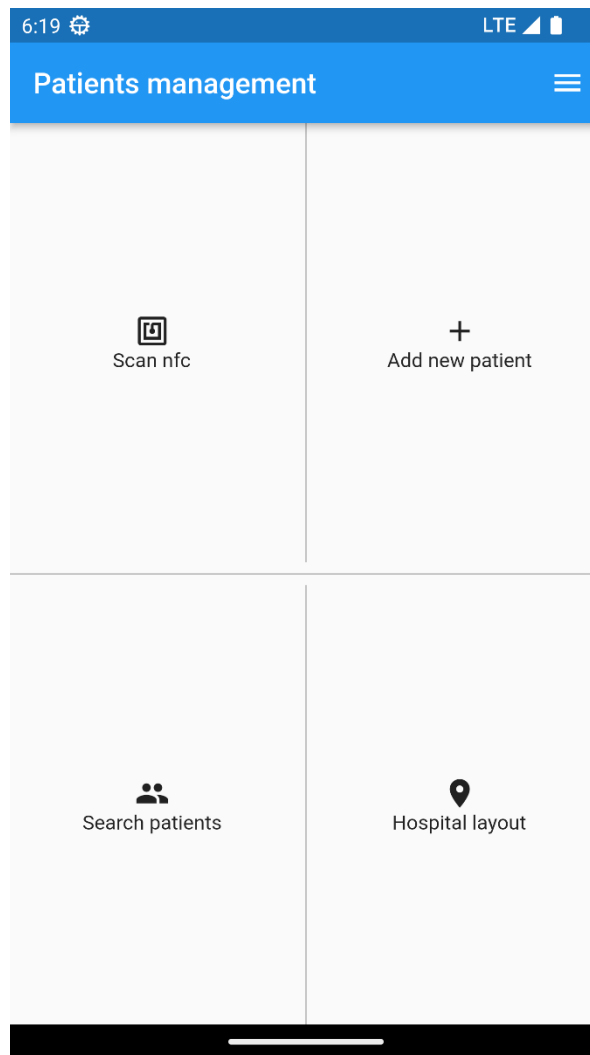 6:19 LTE
Patients management
Scan nfc
Add new patient
Search patients
Hospital layout